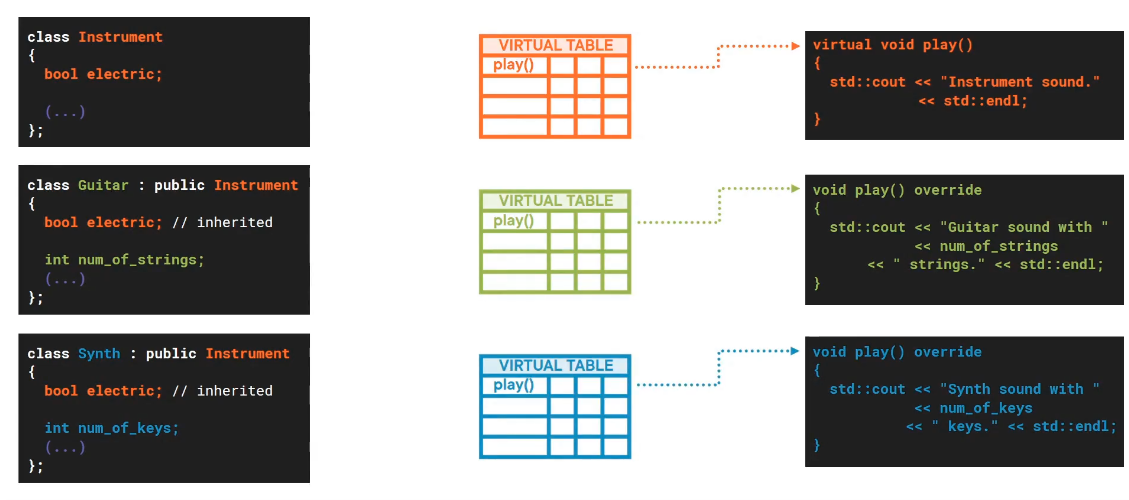 class Instrument
{
bool electric;
(...)
};
VIRTUAL TABLE
play()
virtual void play()
{
std::cout << "Instrument sound."
<< std::endl;
}
class Guitar : public Instrument
{
bool electric; // inherited
int num_of_strings;
(...)
};
VIRTUAL TABLE
play()
void play() override
{
std::cout << "Guitar sound with "
<< num_of_strings
<< " strings." << std::endl;
}
class Synth : public Instrument
{
bool electric; // inherited
int num_of_keys;
(...)
};
VIRTUAL TABLE
play()
void play() override
{
std::cout << "Synth sound with "
<< num_of_keys
<< " keys." << std::endl;
}